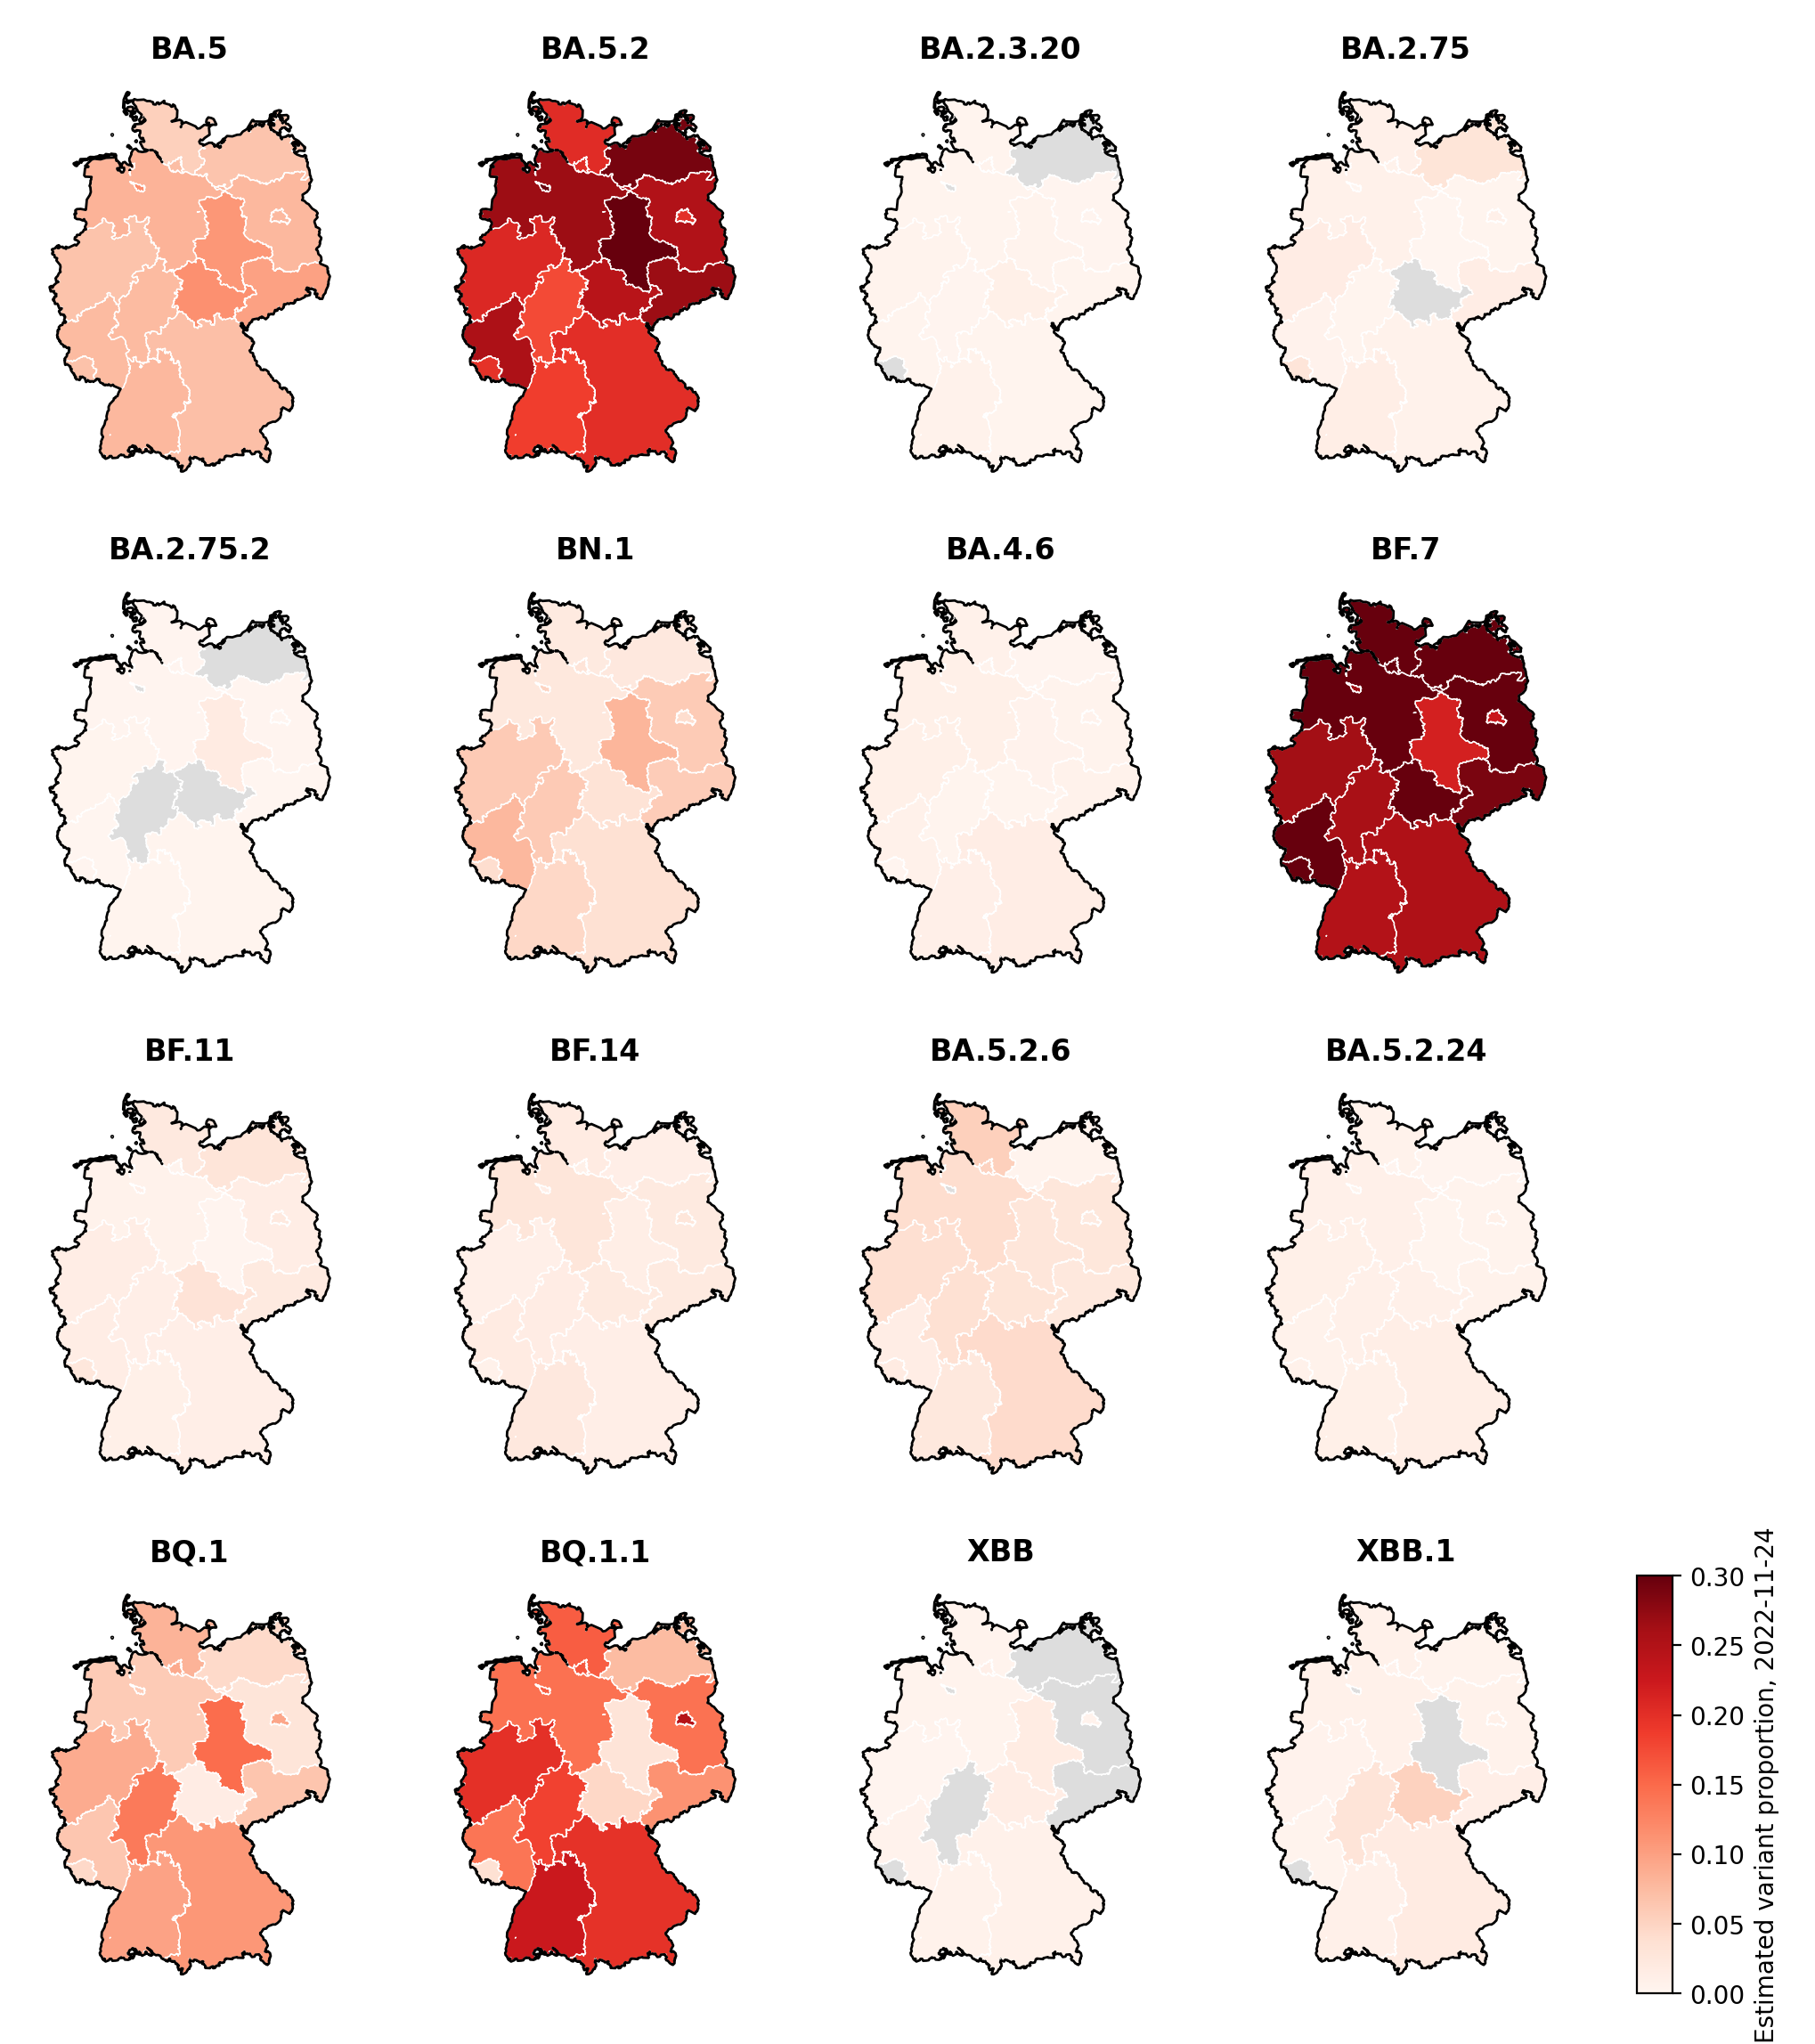 BA.5
BA.5.2
BA.2.3.20
BA.2.75
BA.2.75.2
BN.1
BA.4.6
BF.7
BF.11
BF.14
BA.5.2.6
BA.5.2.24
BQ.1
BQ.1.1
XBB
XBB.1
0.30
0.25
0.20
0.15
0.10
0.05
0.00
Estimated variant proportion, 2022-11-24